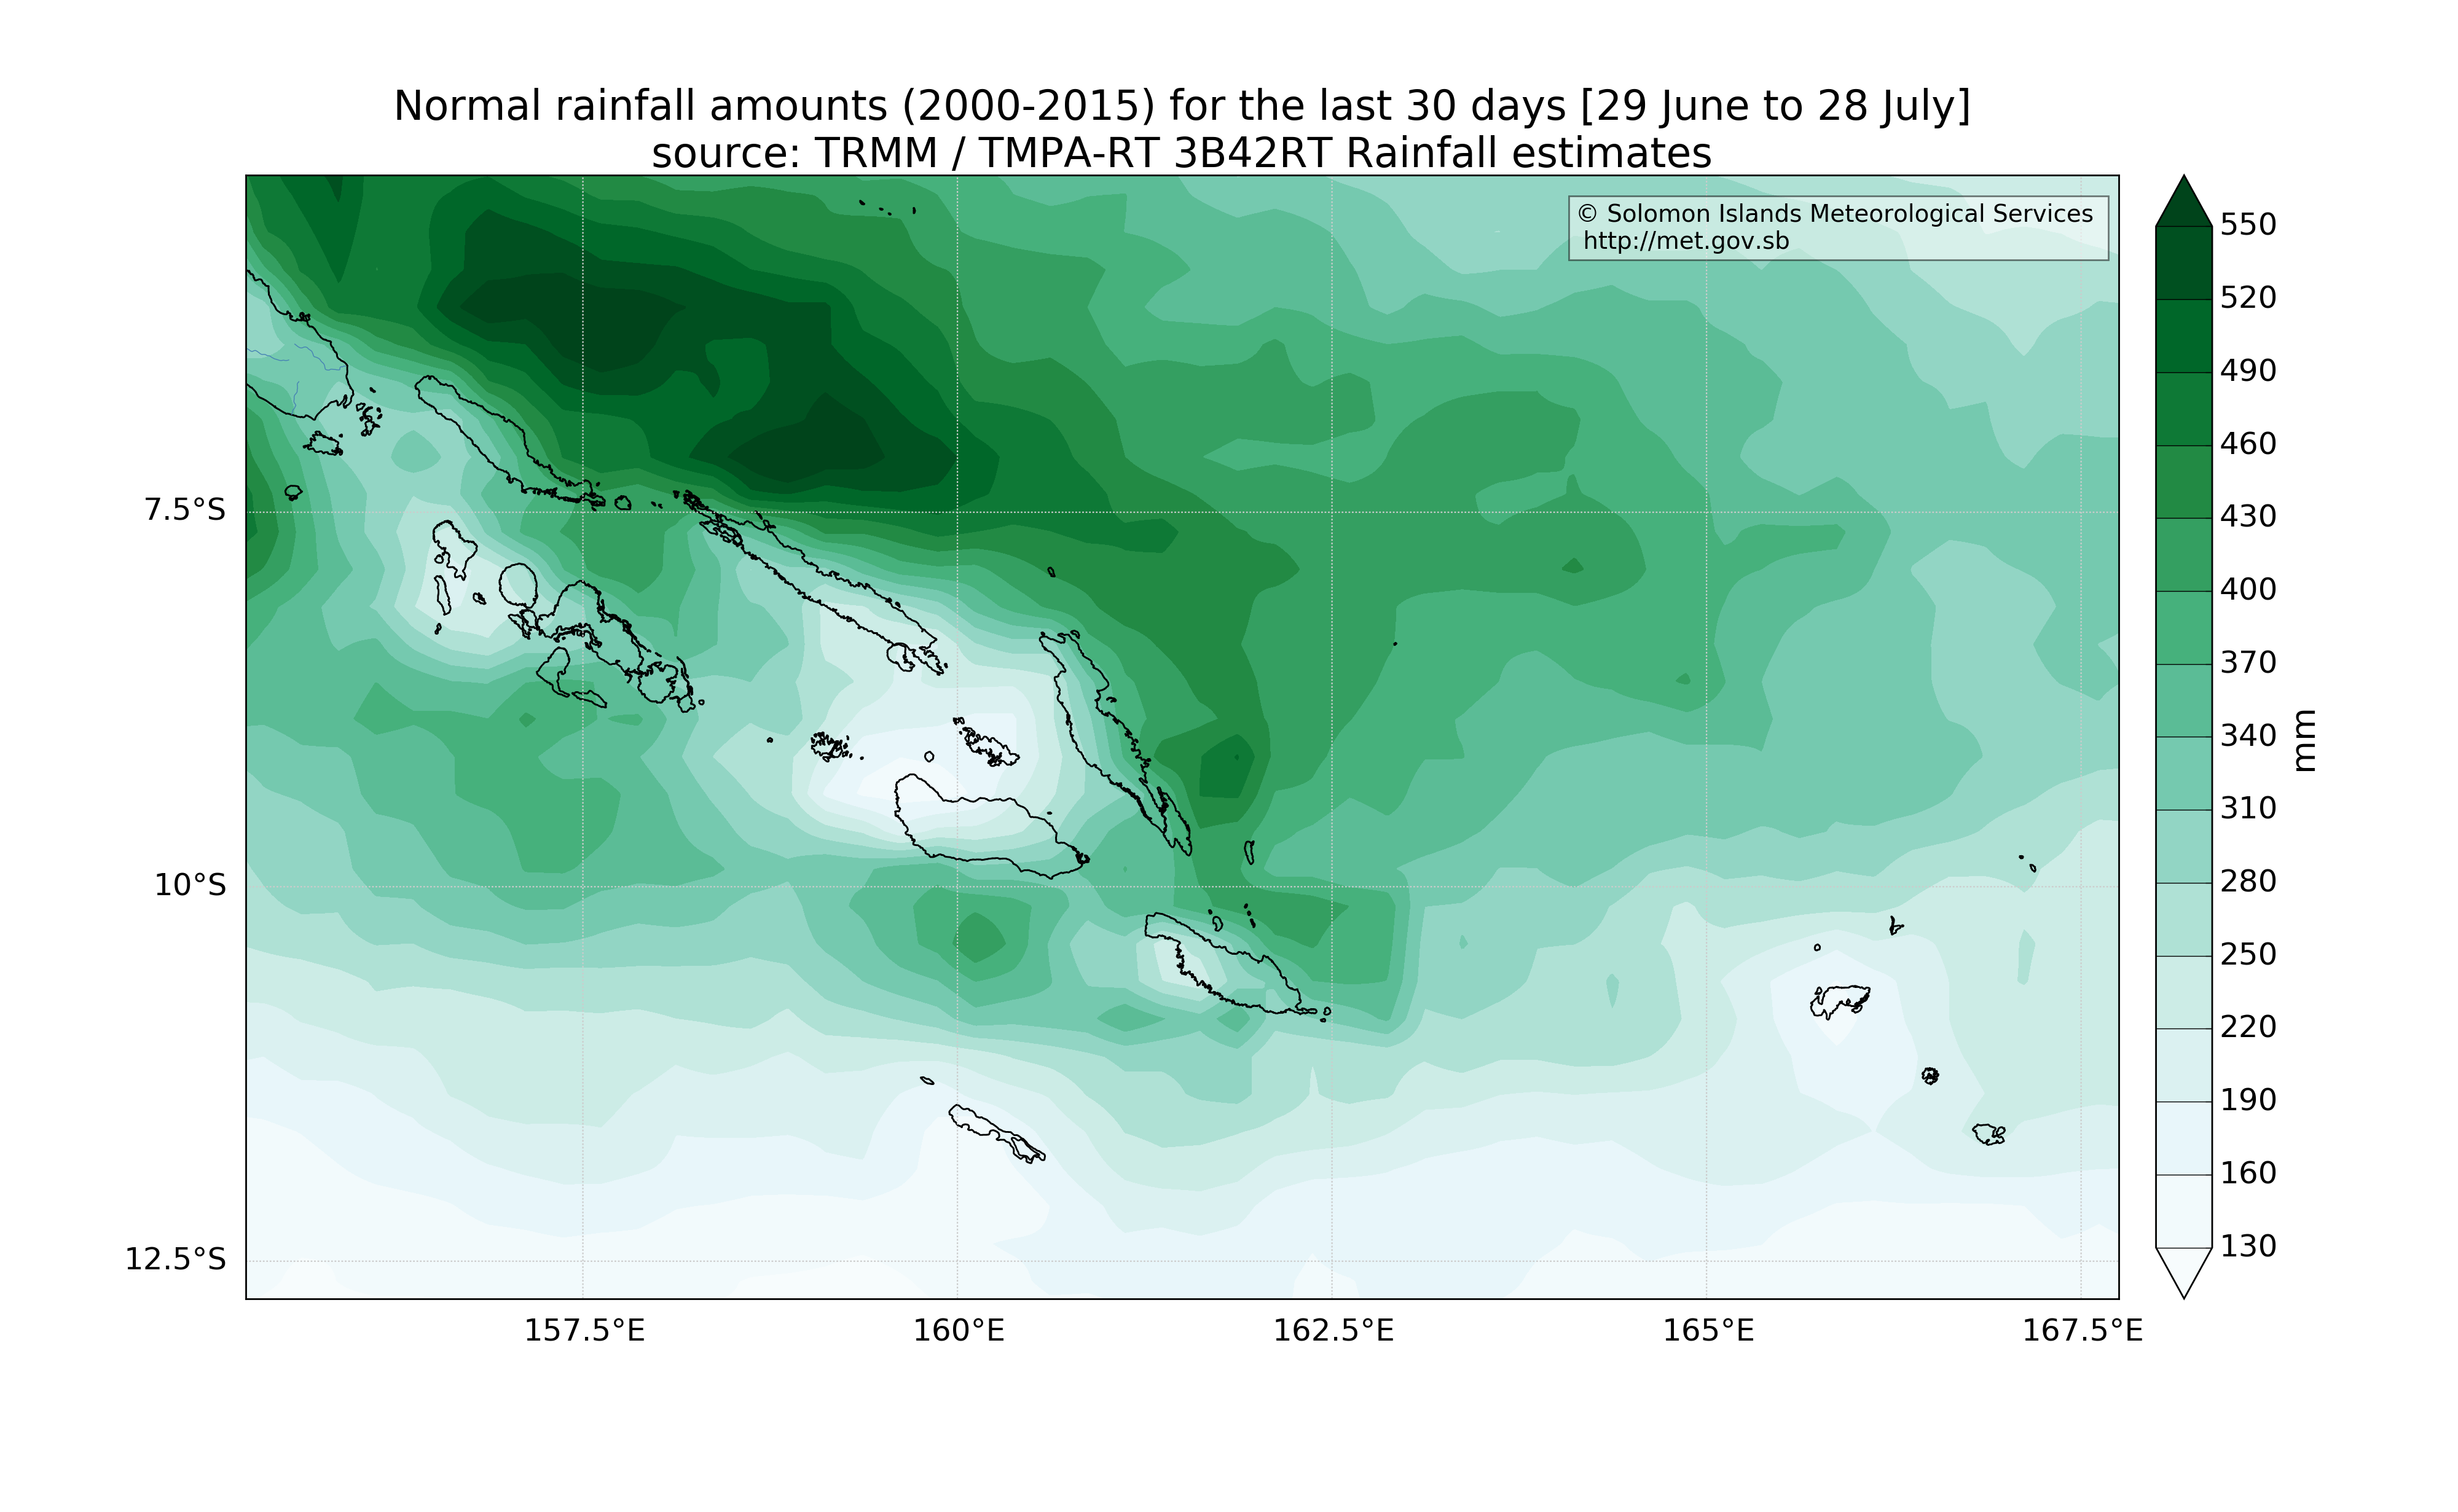 Normal rainfall amounts (2000-2015) for the last 30 days [29 June to 28 July]
source: TRMM / TMPA-RT 3B42RT Rainfall estimates
© Solomon Islands Meteorological Services
http://met.gov.sb
7.5°S
10°S
12.5°S
157.5°E
160°E
162.5°E
165°E
167.5°E
550
520
490
460
430
400
370
340
310
280
250
220
190
160
130
mm